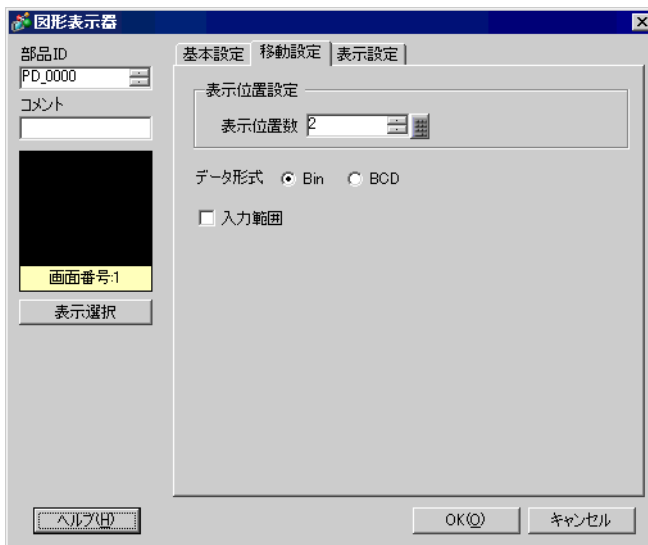 図形表示器
部品ID
PD_0000
コメント
画面番号:1
表示選択
基本設定 移動設定 表示設定
表示位置設定
表示位置数 2
データ形式 Bin BCD
入力範囲
ヘルプ(H) OK(O) キャンセル